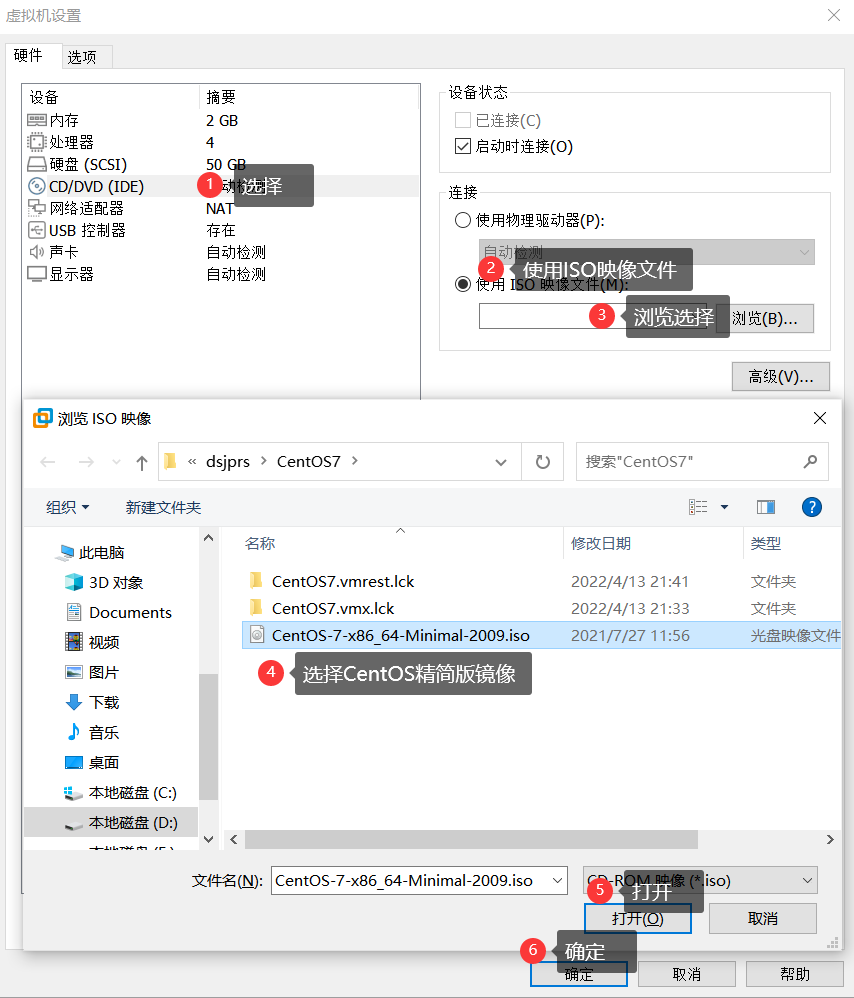 虚拟机设置
硬件 选项
设备 摘要
内存 2 GB
处理器 4
硬盘 (SCSI) 50 GB
CD/DVD (IDE)
1 选择
网络适配器 NAT
USB 控制器 存在
声卡 自动检测
显示器 自动检测
设备状态
已连接(C)
启动时连接(O)
连接
使用物理驱动器(P):
自动检测
2 使用ISO映像文件
使用 ISO 映像文件(M):
3 浏览选择
浏览(B)...
高级(V)...
浏览 ISO 映像
« dsjprs › CentOS7 ›
搜索"CentOS7"
组织 新建文件夹
名称 修改日期 类型
此电脑
3D 对象
Documents
视频
图片
下载
音乐
桌面
本地磁盘 (C:)
本地磁盘 (D:)
CentOS7.vmrest.lck 2022/4/13 21:41 文件夹
CentOS7.vmx.lck 2022/4/13 21:33 文件夹
CentOS-7-x86_64-Minimal-2009.iso 2021/7/27 11:56 光盘映像文件
4 选择CentOS精简版镜像
文件名(N): CentOS-7-x86_64-Minimal-2009.iso
CD-ROM 映像 (*.iso)
5 打开
打开(O) 取消
6 确定
确定 取消 帮助